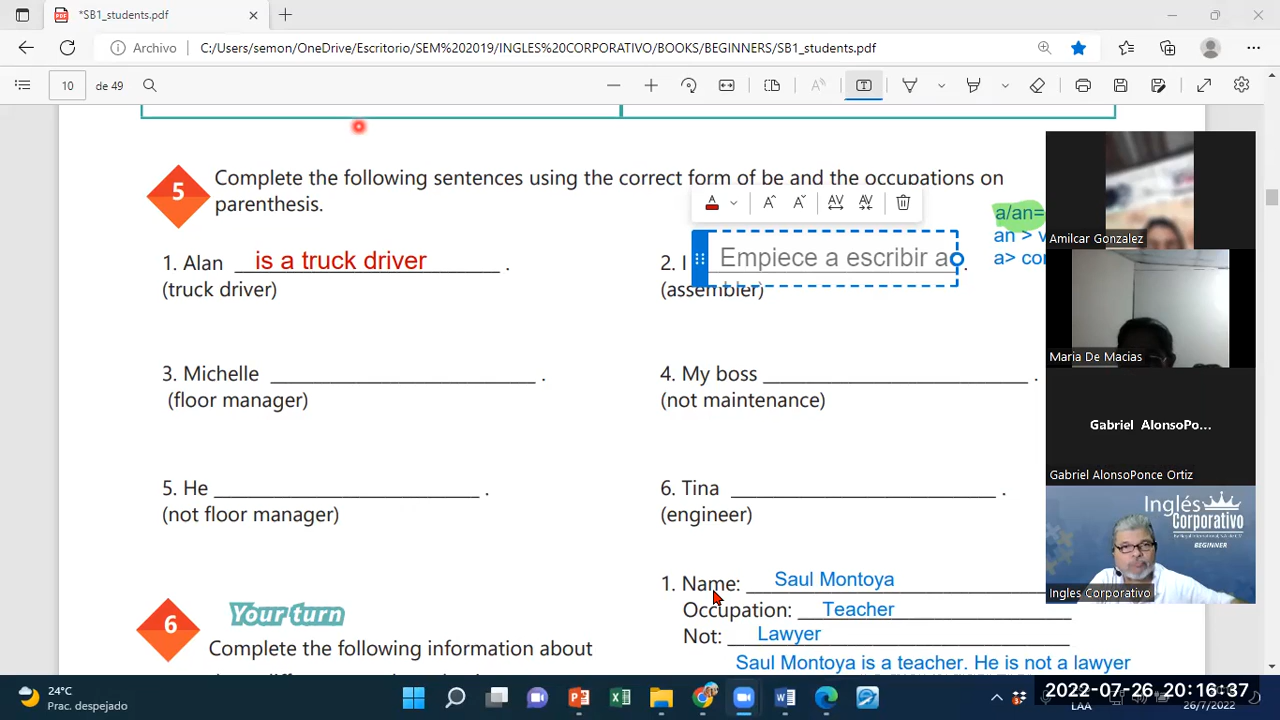 *SB1_students.pdf
Archivo
C:/Users/semon/OneDrive/Escritorio/SEM%202019/INGLES%20CORPORATIVO/BOOKS/BEGINNERS/SB1_students.pdf
10 de 49
5 Complete the following sentences using the correct form of be and the occupations on
parenthesis.
a/an=
an > v
a> con
1. Alan is a truck driver .
(truck driver)
2. I Empiece a escribir a .
(assembler)
3. Michelle ________ .
(floor manager)
4. My boss ________ .
(not maintenance)
5. He ________ .
(not floor manager)
6. Tina ________ .
(engineer)
6 Your turn
Complete the following information about
1. Name: Saul Montoya
Occupation: Teacher
Not: Lawyer
Saul Montoya is a teacher. He is not a lawyer
Amilcar Gonzalez
Maria De Macias
Gabriel AlonsoPo...
Gabriel AlonsoPonce Ortiz
Inglés
Corporativo
BEGINNER
Ingles Corporativo
24°C
Prac. despejado
2022-07-26, 20:16:37
LAA
26/7/2022